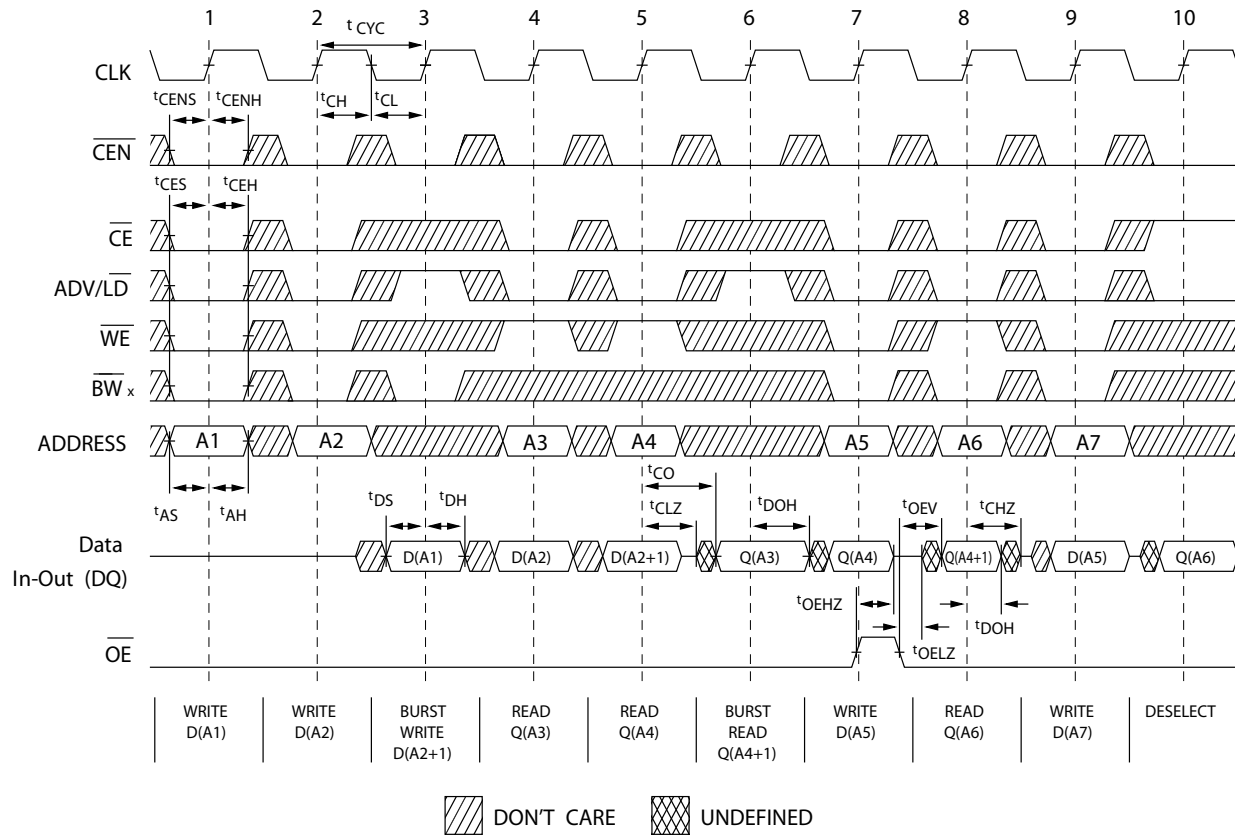 1 2 3 4 5 6 7 8 9 10
t CYC
CLK
tCENS tCENH tCH tCL
CEN
tCES tCEH
CE
ADV/LD
WE
BW x
ADDRESS A1 A2 A3 A4 A5 A6 A7
tCO
tAS tAH tDS tDH tCLZ tDOH tOEV tCHZ
Data
In-Out (DQ) D(A1) D(A2) D(A2+1) Q(A3) Q(A4) Q(A4+1) D(A5) Q(A6)
tOEHZ tDOH
tOELZ
OE
WRITE WRITE BURST READ READ BURST WRITE READ WRITE DESELECT
D(A1) D(A2) WRITE Q(A3) Q(A4) READ D(A5) Q(A6) D(A7)
D(A2+1) Q(A4+1)
DON'T CARE UNDEFINED